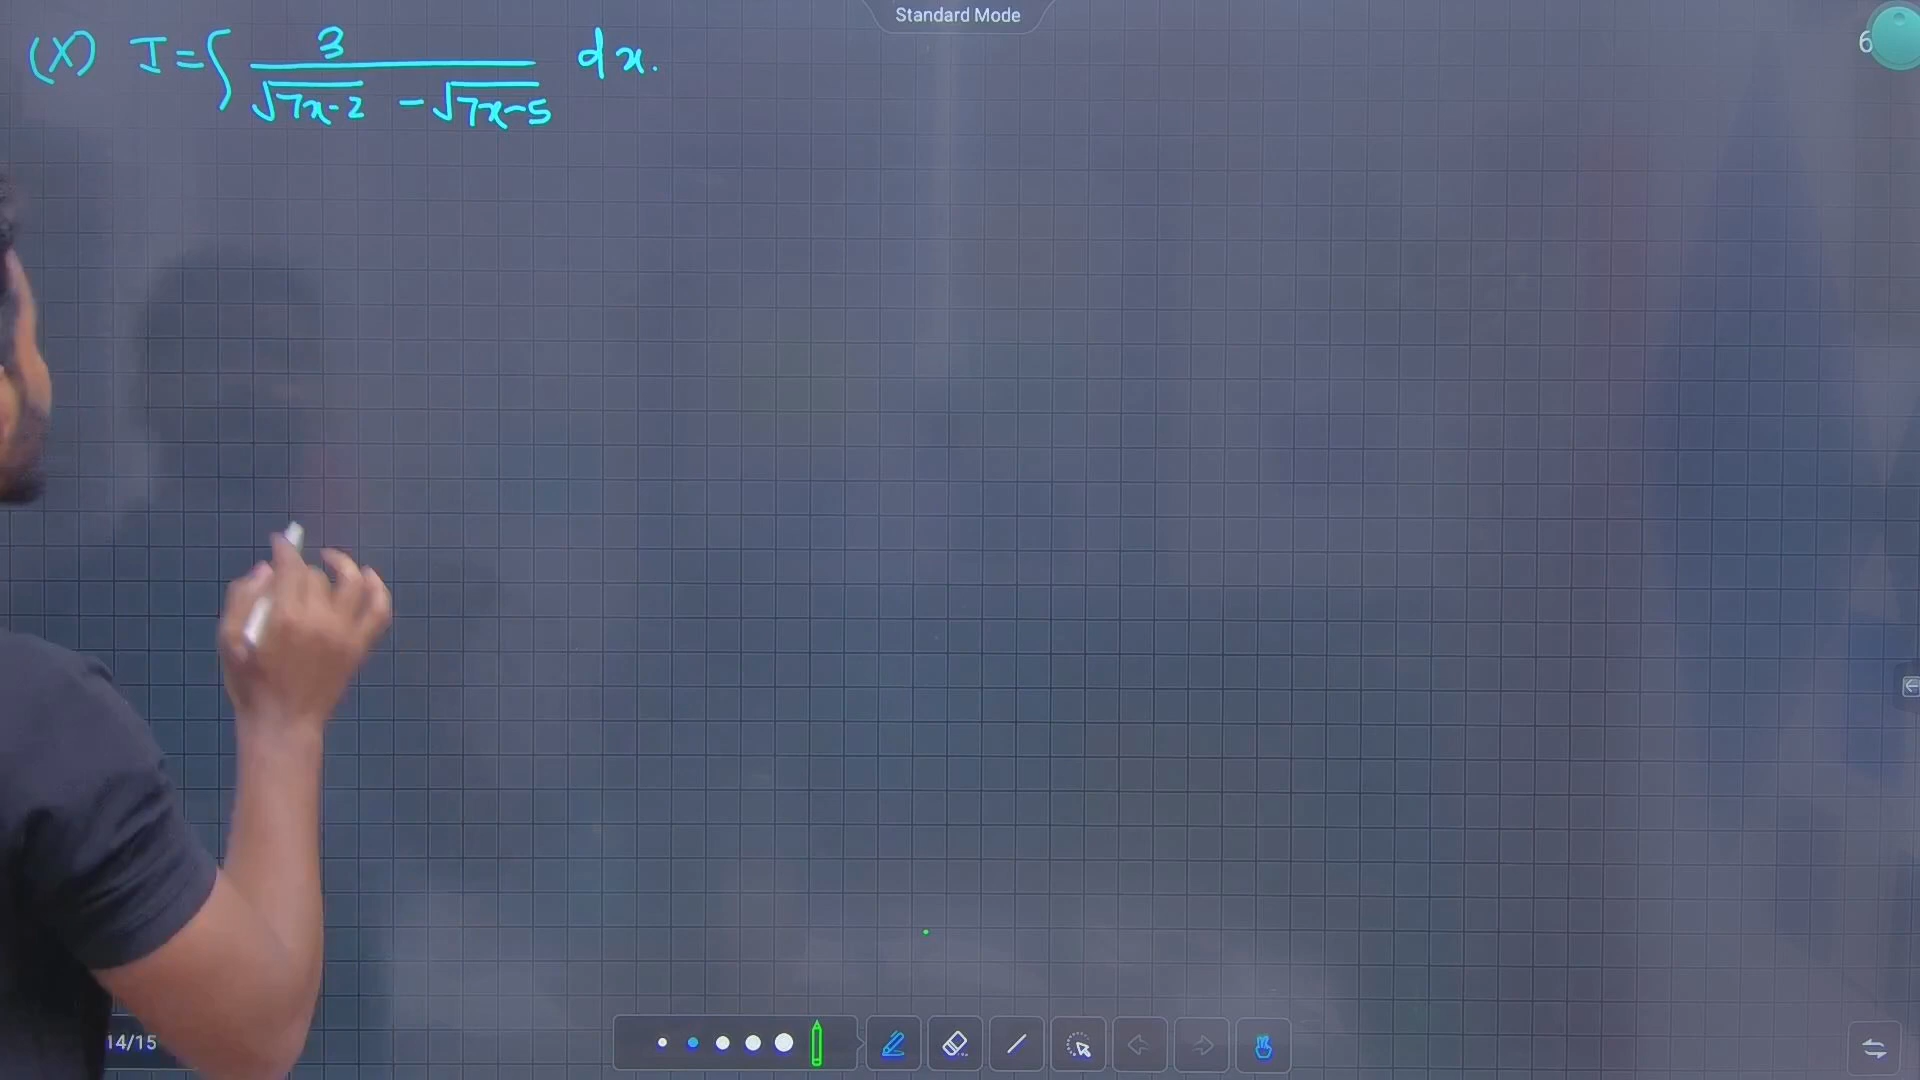 Standard Mode
(X) I = ∫ 3 / (√7x-2 - √7x-5) dx.
6
14/15